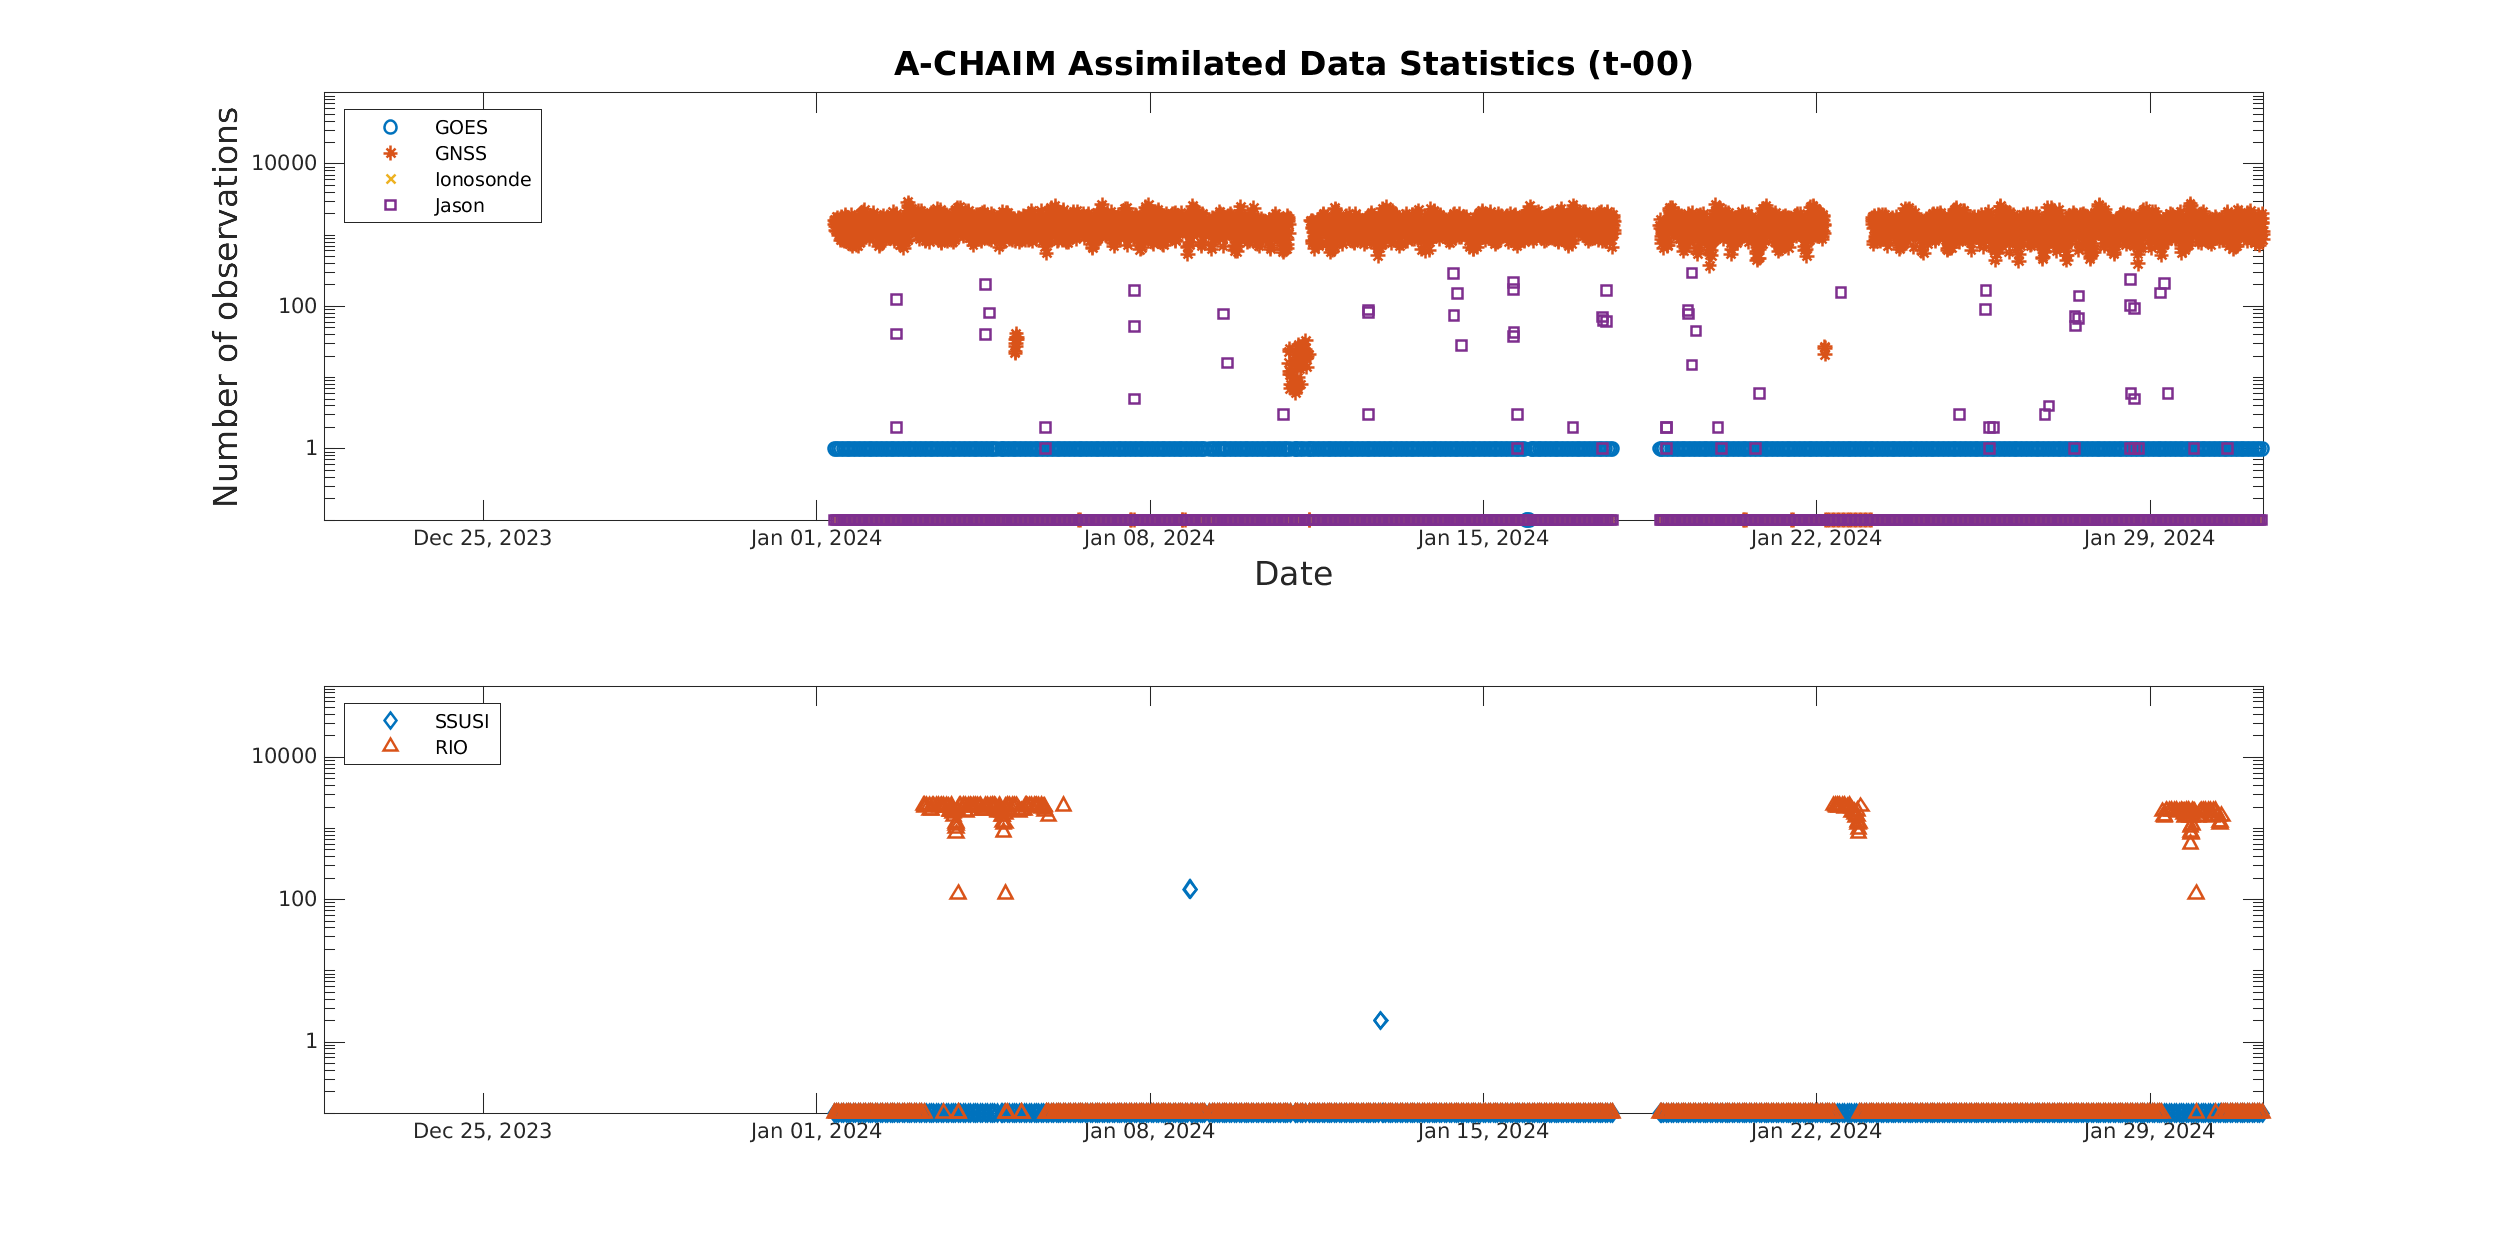 A-CHAIM Assimilated Data Statistics (t-00)
Number of observations
10000
100
1
GOES
GNSS
Ionosonde
Jason
Dec 25, 2023
Jan 01, 2024
Jan 08, 2024
Jan 15, 2024
Jan 22, 2024
Jan 29, 2024
Date
10000
100
1
SSUSI
RIO
Dec 25, 2023
Jan 01, 2024
Jan 08, 2024
Jan 15, 2024
Jan 22, 2024
Jan 29, 2024